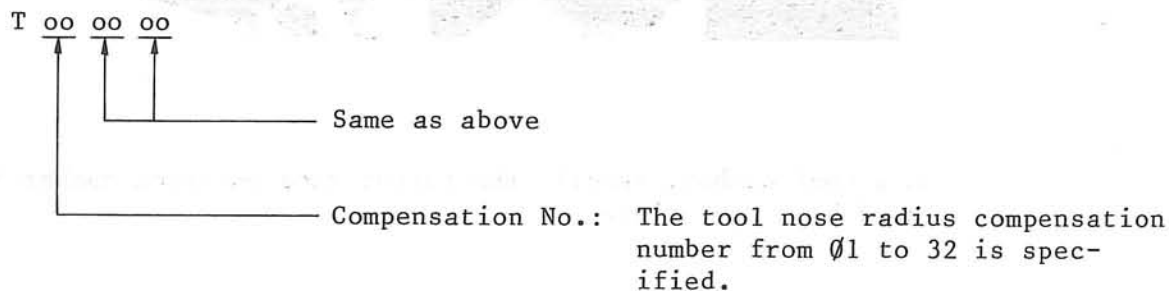 T oo oo oo
Same as above
Compensation No.: The tool nose radius compensation
number from Ø1 to 32 is spec-
ified.